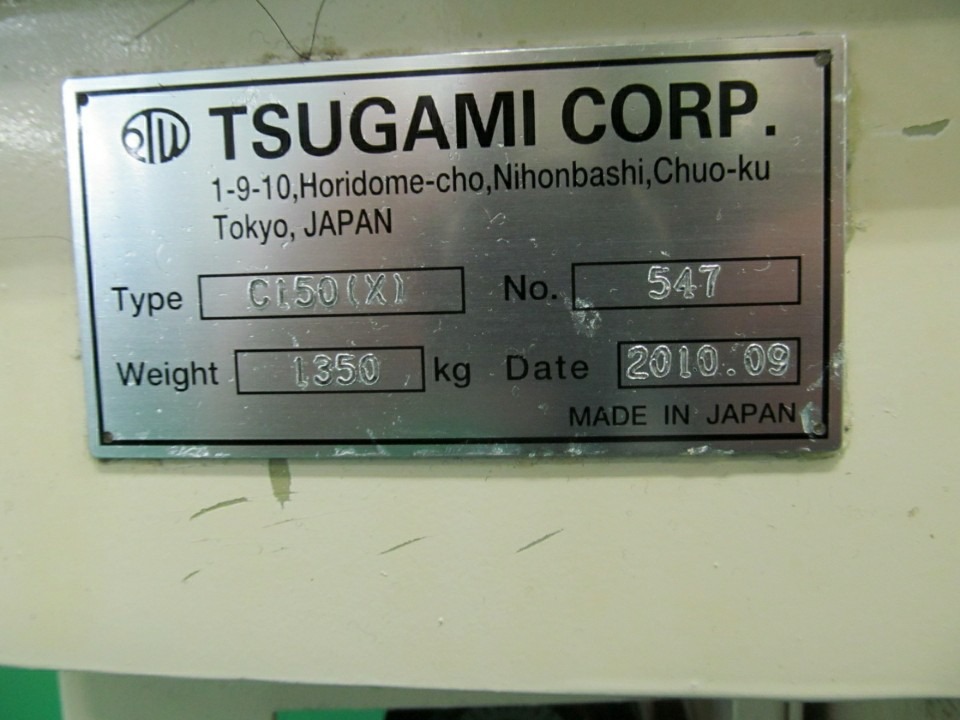 TSUGAMI CORP.
1-9-10,Horidome-cho,Nihonbashi,Chuo-ku
Tokyo, JAPAN
Type C150(X) No. 547
Weight 1350 kg Date 2010.09
MADE IN JAPAN